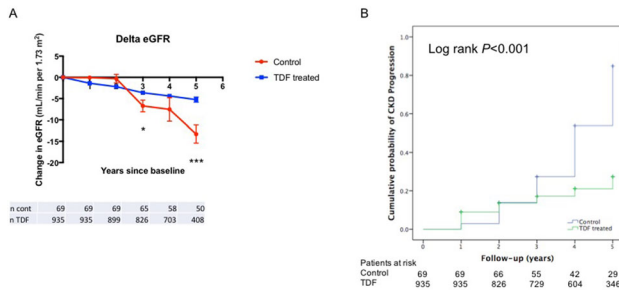 A
Delta eGFR
Change in eGFR (mL/min per 1.73 m²)
5
0
-5
-10
-15
-20
1
2
3
4
5
6
*
***
Years since baseline
Control
TDF treated
n cont 69 69 69 65 58 50
n TDF 935 935 899 826 703 408
B
Log rank P<0.001
Cumulative probability of CKD Progression
1.0
0.8
0.6
0.4
0.2
0.0
0 1 2 3 4 5
Control
TDF treated
Follow-up (years)
Patients at risk
Control 69 69 66 55 42 29
TDF 935 935 826 729 604 346